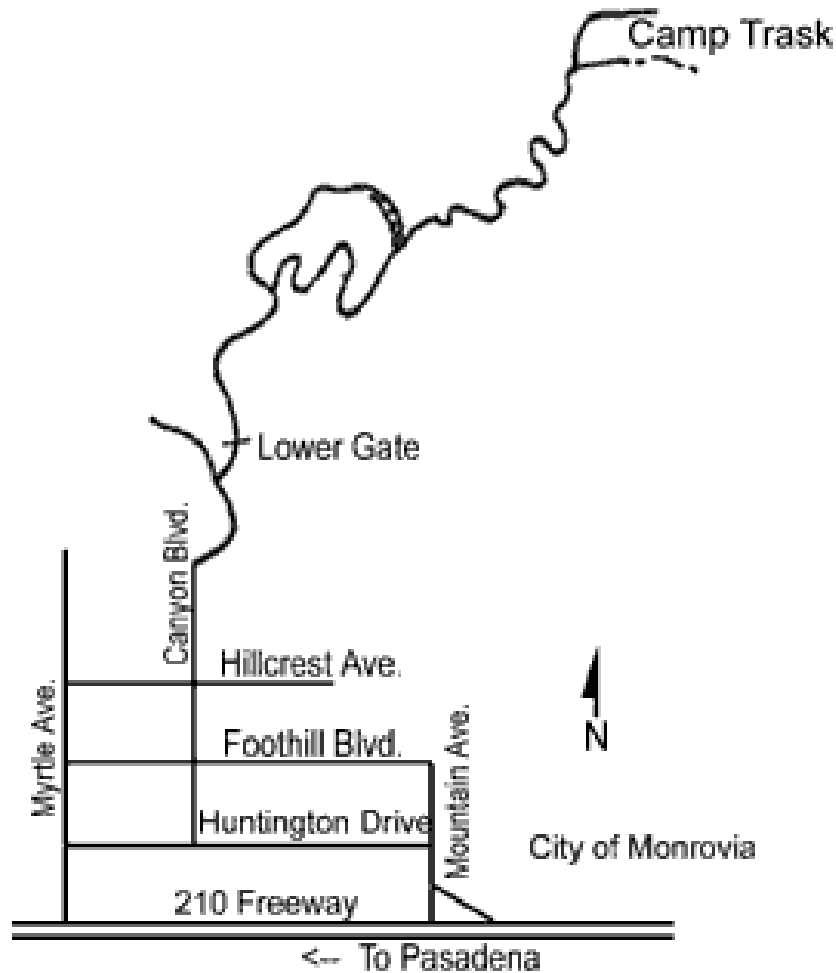 Camp Trask
Lower Gate
Canyon Blvd.
Hillcrest Ave.
Myrtle Ave.
Foothill Blvd.
N
Mountain Ave.
Huntington Drive
City of Monrovia
210 Freeway
<-- To Pasadena